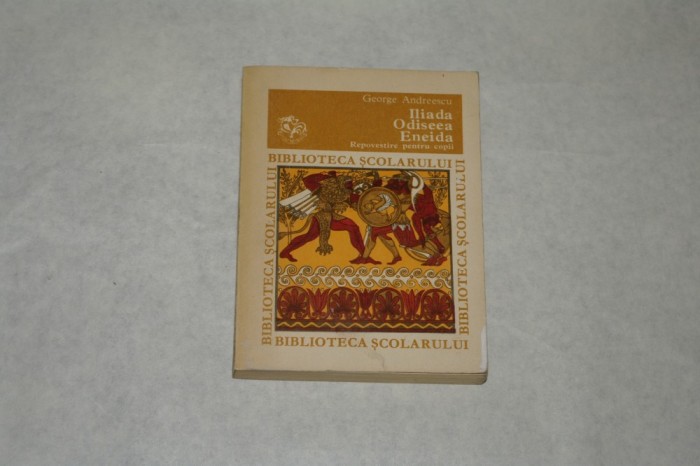 George Andreescu
Iliada
Odiseea
Eneida
Repovestire pentru copii
BIBLIOTECA ȘCOLARULUI
BIBLIOTECA ȘCOLARULUI
BIBLIOTECA ȘCOLARULUI
BIBLIOTECA ȘCOLARULUI